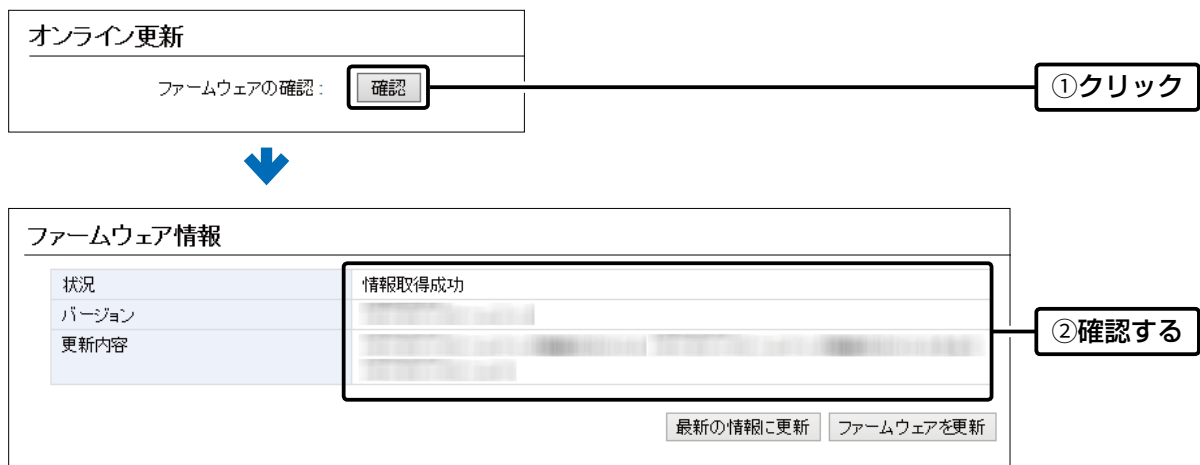 オンライン更新
ファームウェアの確認: 確認
①クリック
ファームウェア情報
状況 情報取得成功
バージョン
更新内容
②確認する
最新の情報に更新 ファームウェアを更新